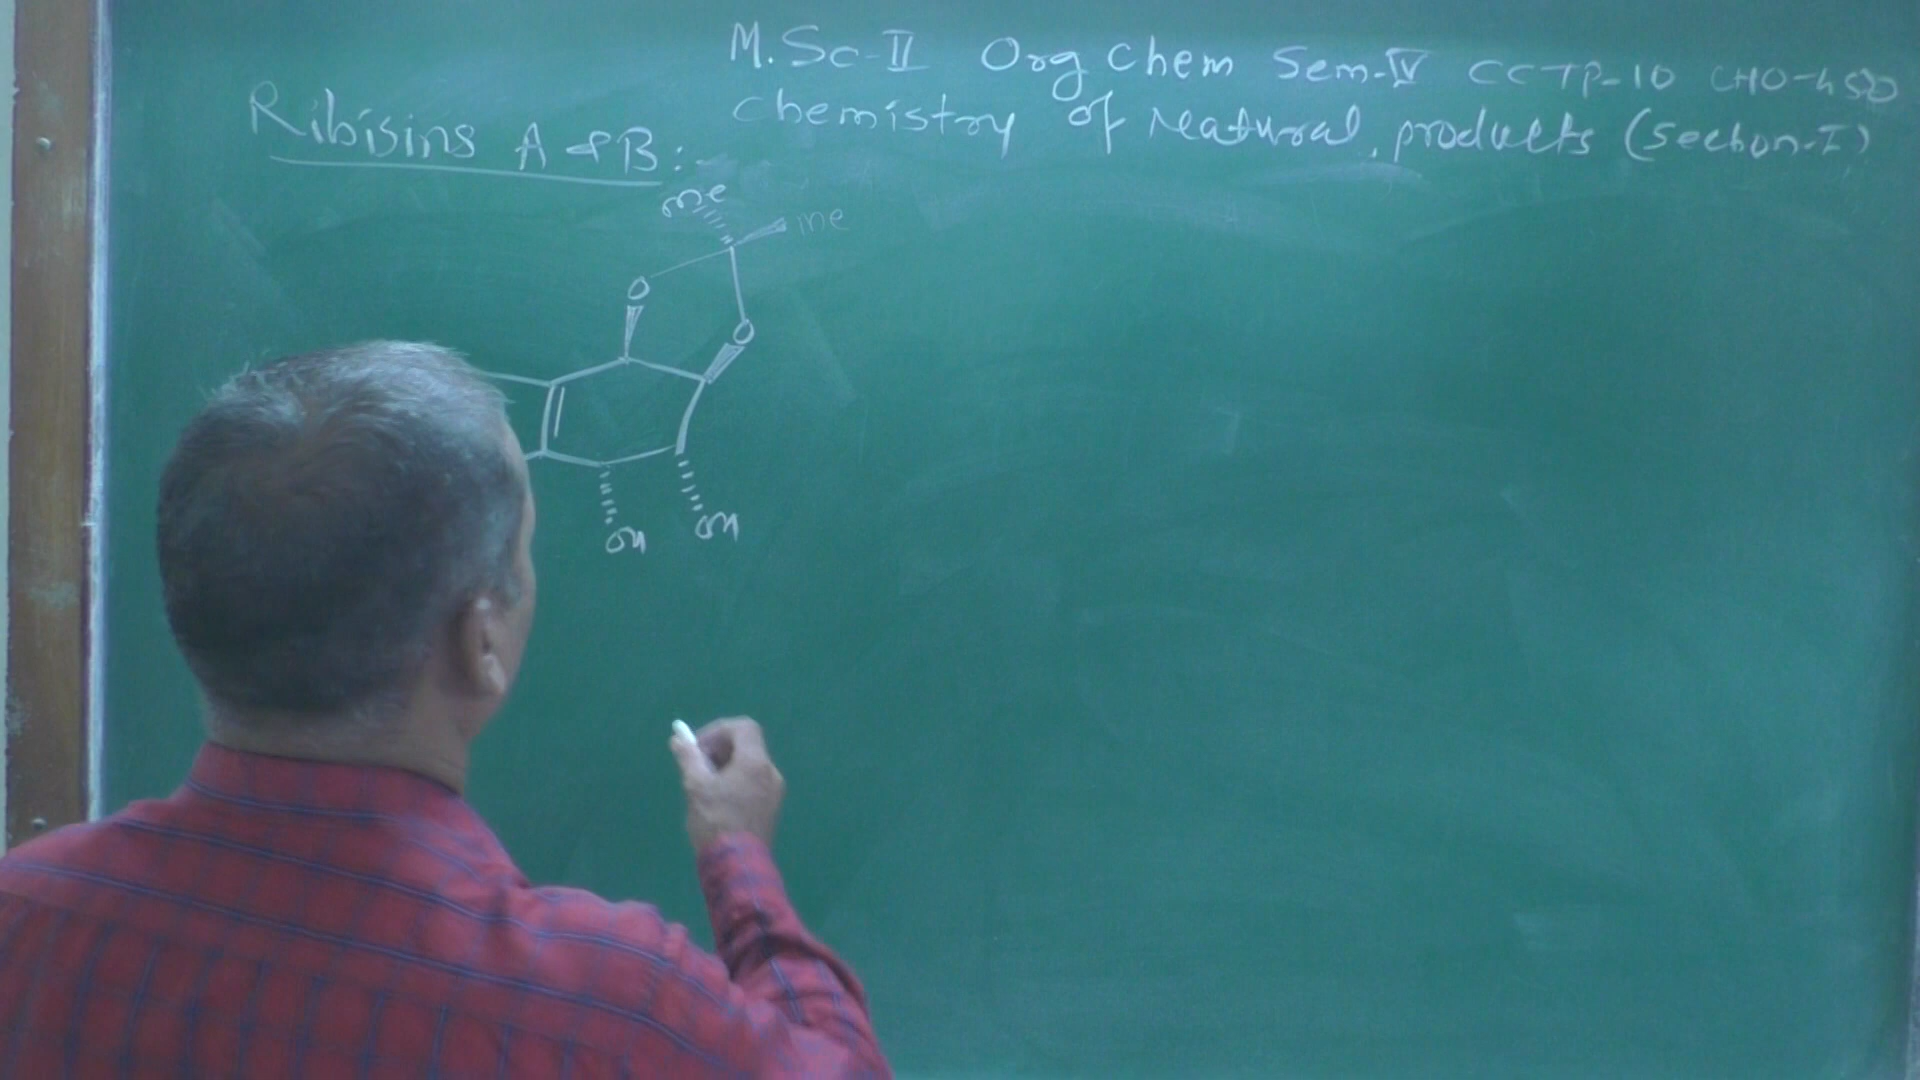 M.Sc-II Org Chem Sem-IV CCTP-10 CHO-450
Chemistry of Natural products (Section-I)
Ribisins A & B:-
Me
me
O
O
OH
OH